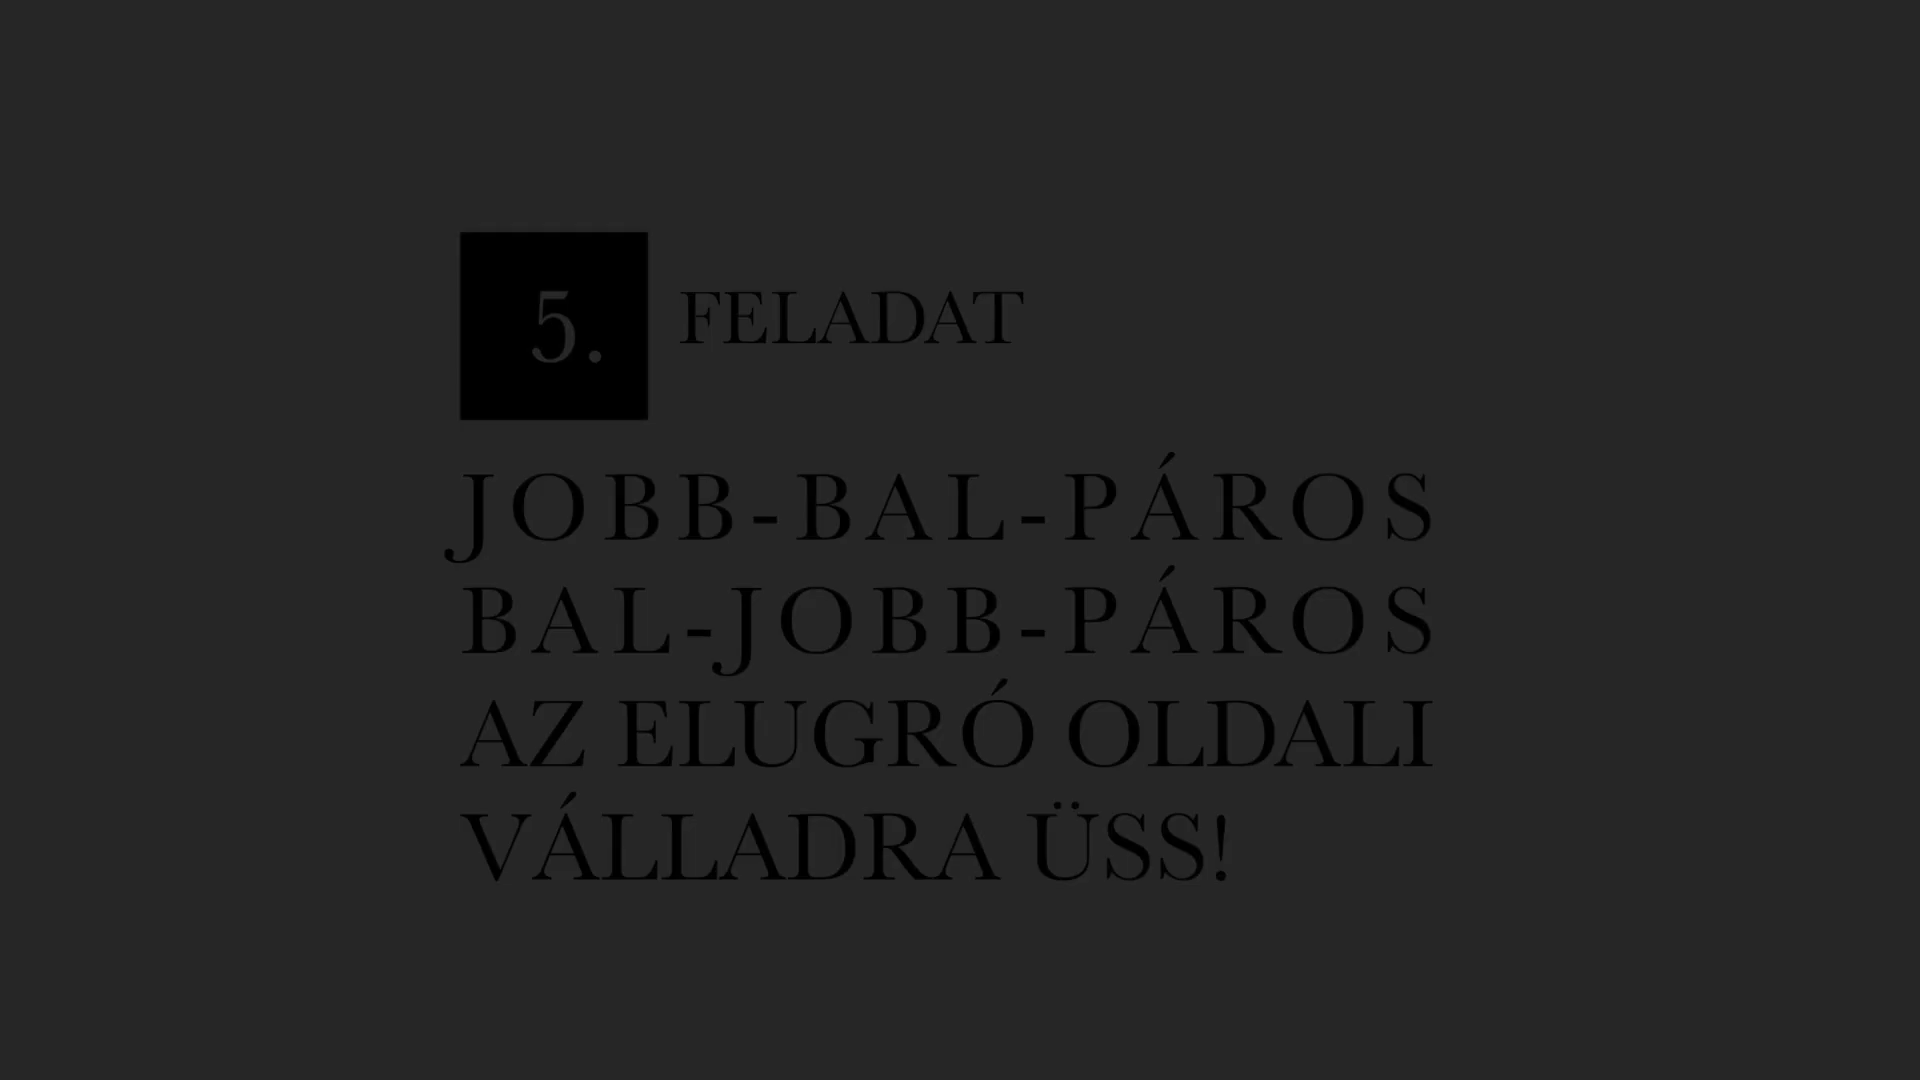 5. FELADAT
JOBB-BAL-PÁROS
BAL-JOBB-PÁROS
AZ ELUGRÓ OLDALI
VÁLLADRA ÜSS!